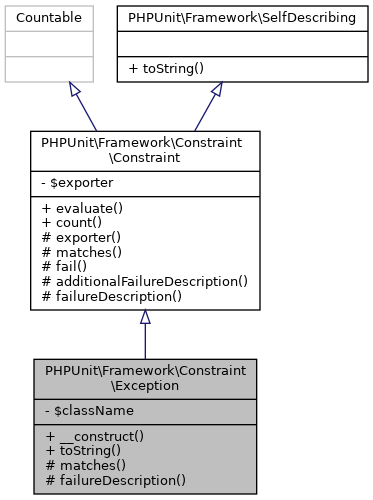 Countable
PHPUnit\Framework\SelfDescribing
+ toString()
PHPUnit\Framework\Constraint
\Constraint
- $exporter
+ evaluate()
+ count()
# exporter()
# matches()
# fail()
# additionalFailureDescription()
# failureDescription()
PHPUnit\Framework\Constraint
\Exception
- $className
+ __construct()
+ toString()
# matches()
# failureDescription()